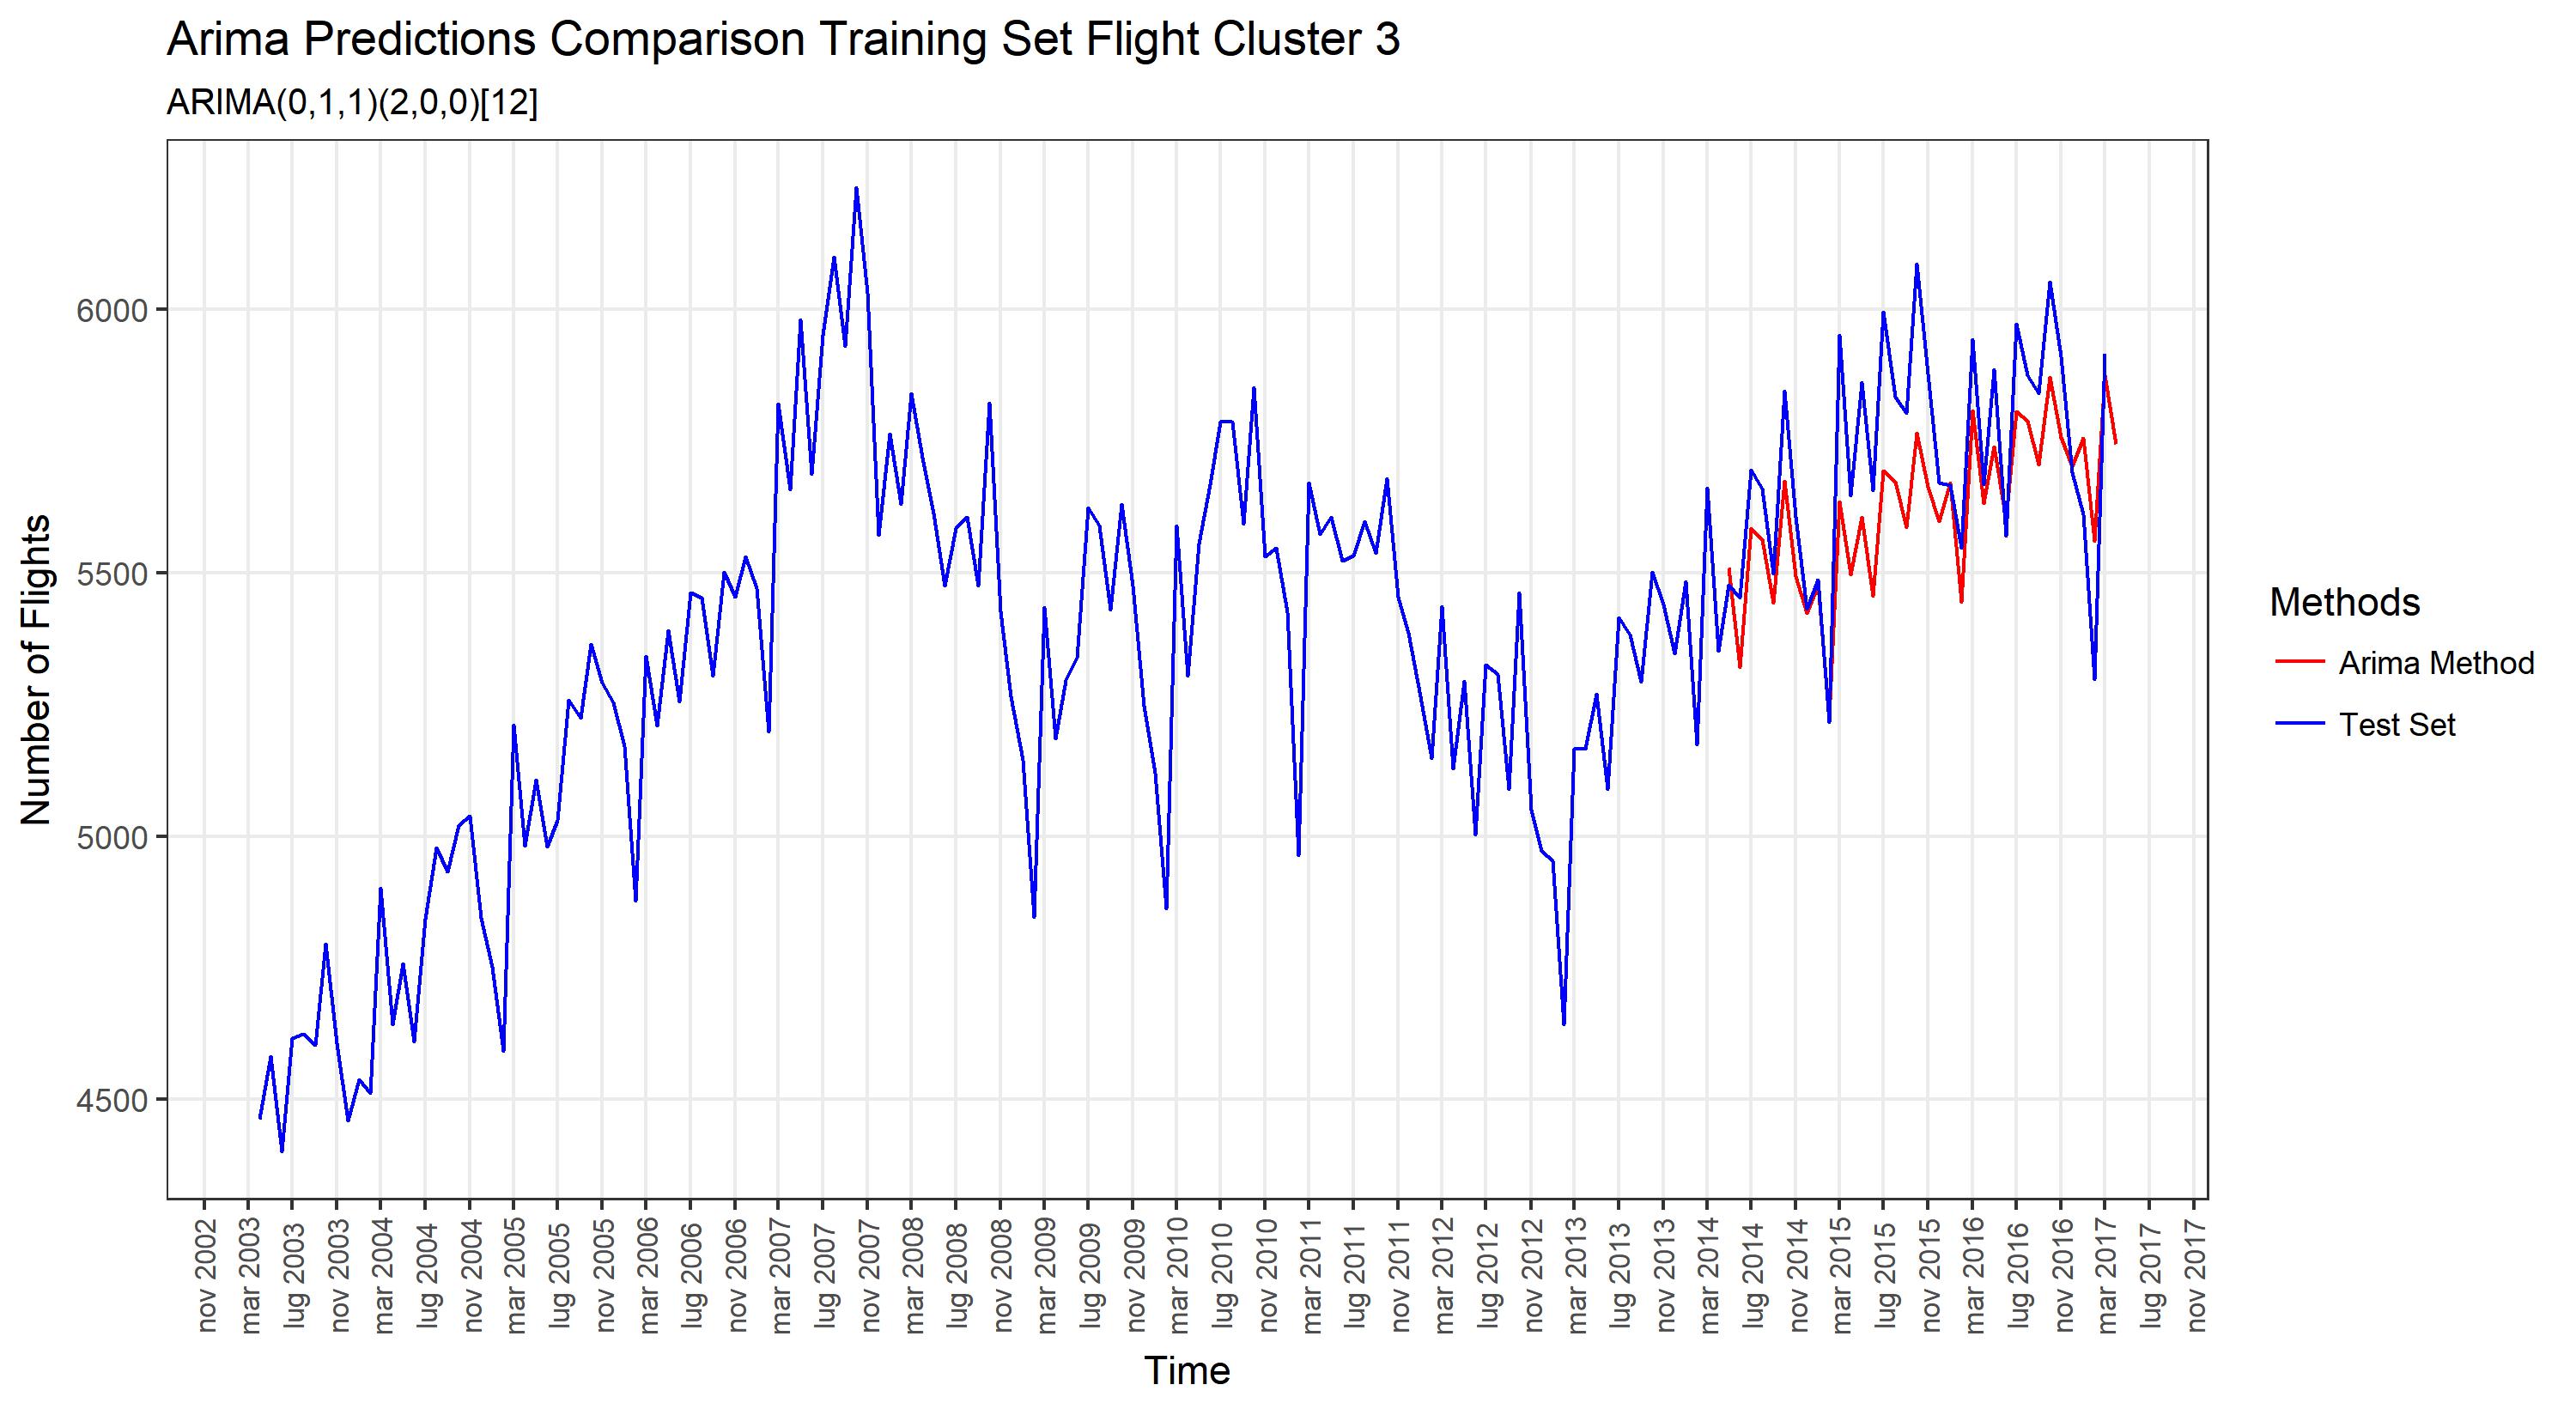 Arima Predictions Comparison Training Set Flight Cluster 3
ARIMA(0,1,1)(2,0,0)[12]
Number of Flights
6000
5500
5000
4500
nov 2002
mar 2003
lug 2003
nov 2003
mar 2004
lug 2004
nov 2004
mar 2005
lug 2005
nov 2005
mar 2006
lug 2006
nov 2006
mar 2007
lug 2007
nov 2007
mar 2008
lug 2008
nov 2008
mar 2009
lug 2009
nov 2009
mar 2010
lug 2010
nov 2010
mar 2011
lug 2011
nov 2011
mar 2012
lug 2012
nov 2012
mar 2013
lug 2013
nov 2013
mar 2014
lug 2014
nov 2014
mar 2015
lug 2015
nov 2015
mar 2016
lug 2016
nov 2016
mar 2017
lug 2017
nov 2017
Time
Methods
Arima Method
Test Set